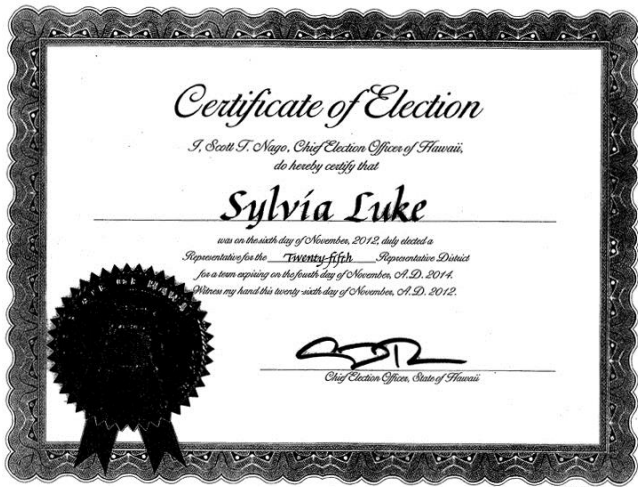 Certificate of Election
I, Scott T. Nago, Chief Election Officer of Hawaii,
do hereby certify that
Sylvia Luke
was on the sixth day of November, 2012, duly elected a
Representative for the Twenty-fifth Representative District
for a term expiring on the fourth day of November, A.D. 2014.
Witness my hand this twenty-sixth day of November, A.D. 2012.
Chief Election Officer, State of Hawaii